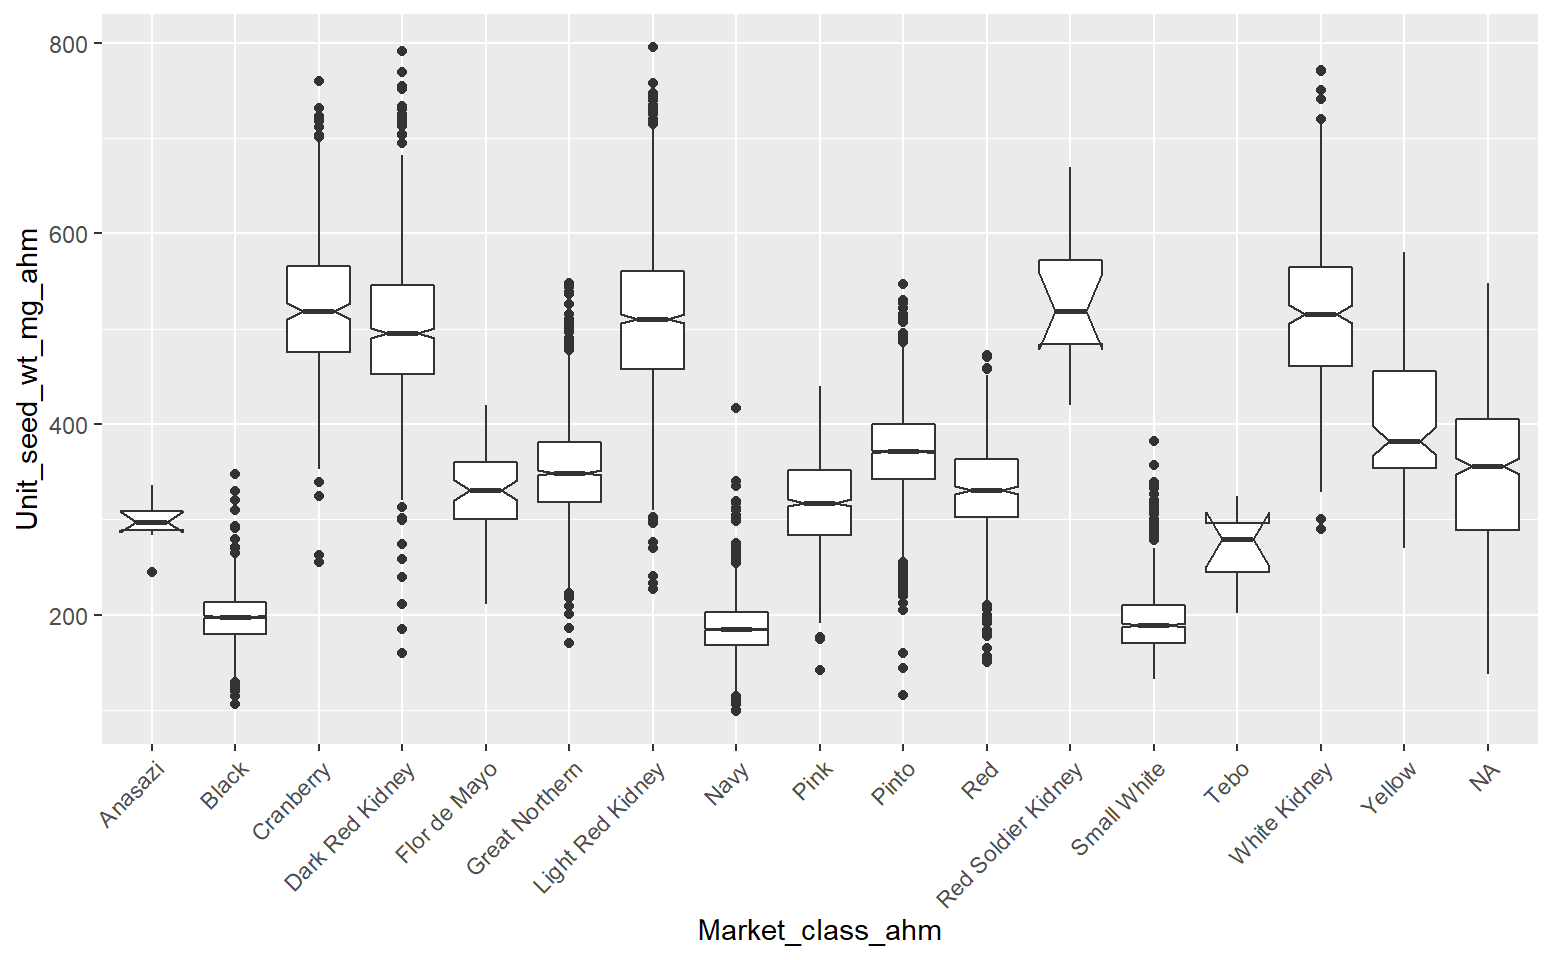 Unit_seed_wt_mg_ahm
800
600
400
200
Anasazi
Black
Cranberry
Dark Red Kidney
Flor de Mayo
Great Northern
Light Red Kidney
Navy
Pink
Pinto
Red
Red Soldier Kidney
Small White
Tebo
White Kidney
Yellow
NA
Market_class_ahm